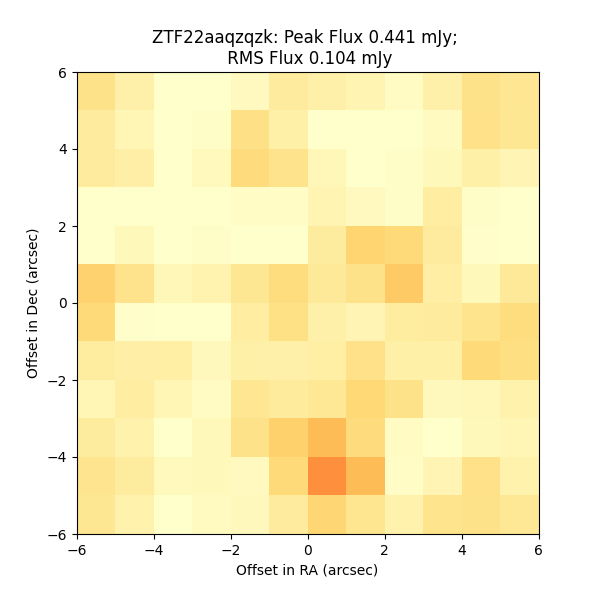 ZTF22aaqzqzk: Peak Flux 0.441 mJy;
RMS Flux 0.104 mJy
6
4
2
0
−2
−4
−6
Offset in Dec (arcsec)
−6 −4 −2 0 2 4 6
Offset in RA (arcsec)